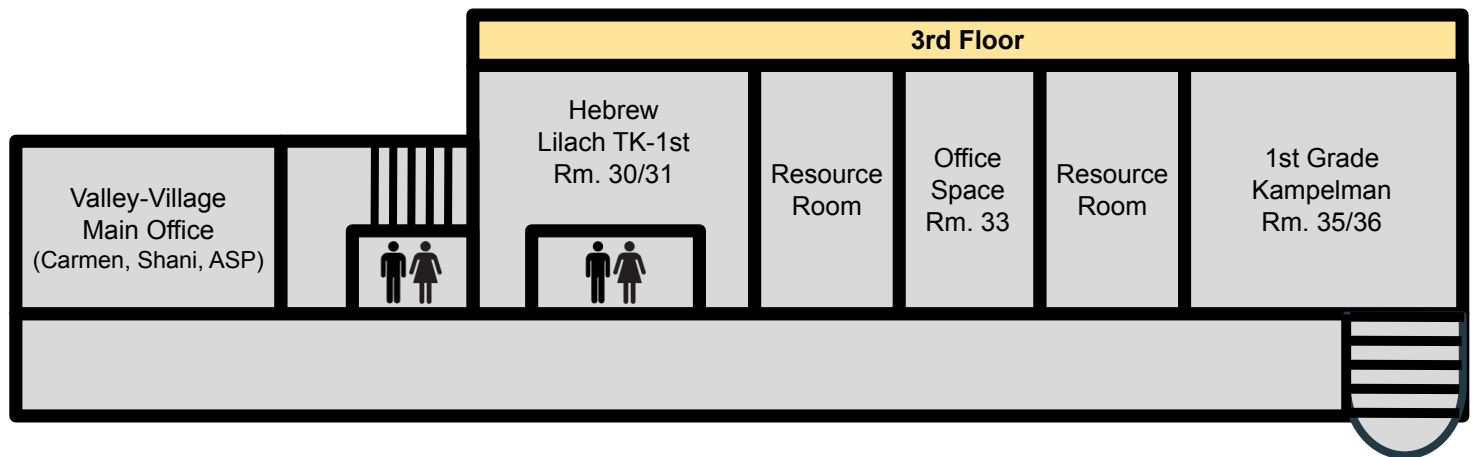 3rd Floor
Valley-Village
Main Office
(Carmen, Shani, ASP)
Hebrew
Lilach TK-1st
Rm. 30/31
Resource
Room
Office
Space
Rm. 33
Resource
Room
1st Grade
Kampelman
Rm. 35/36